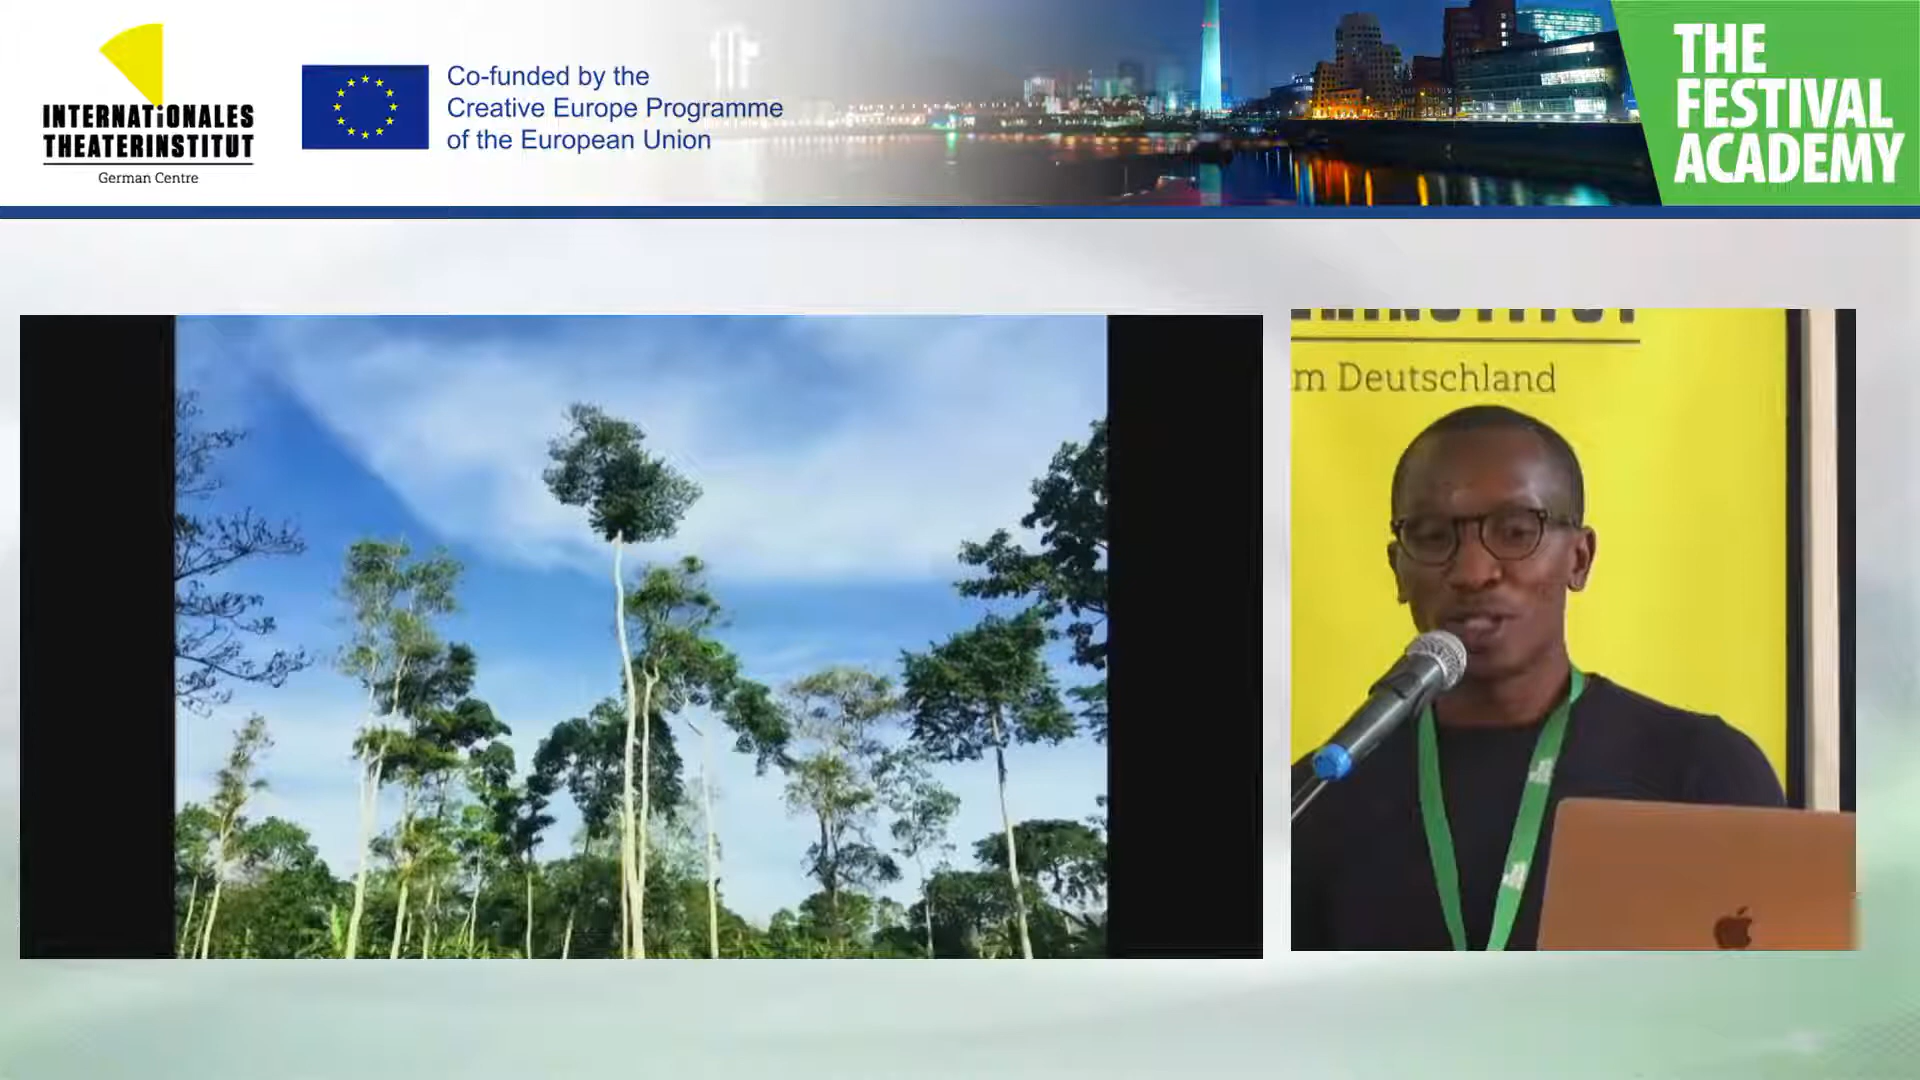 INTERNATiONALES
THEATERINSTITUT
German Centre
Co-funded by the
Creative Europe Programme
of the European Union
THE
FESTIVAL
ACADEMY
m Deutschland